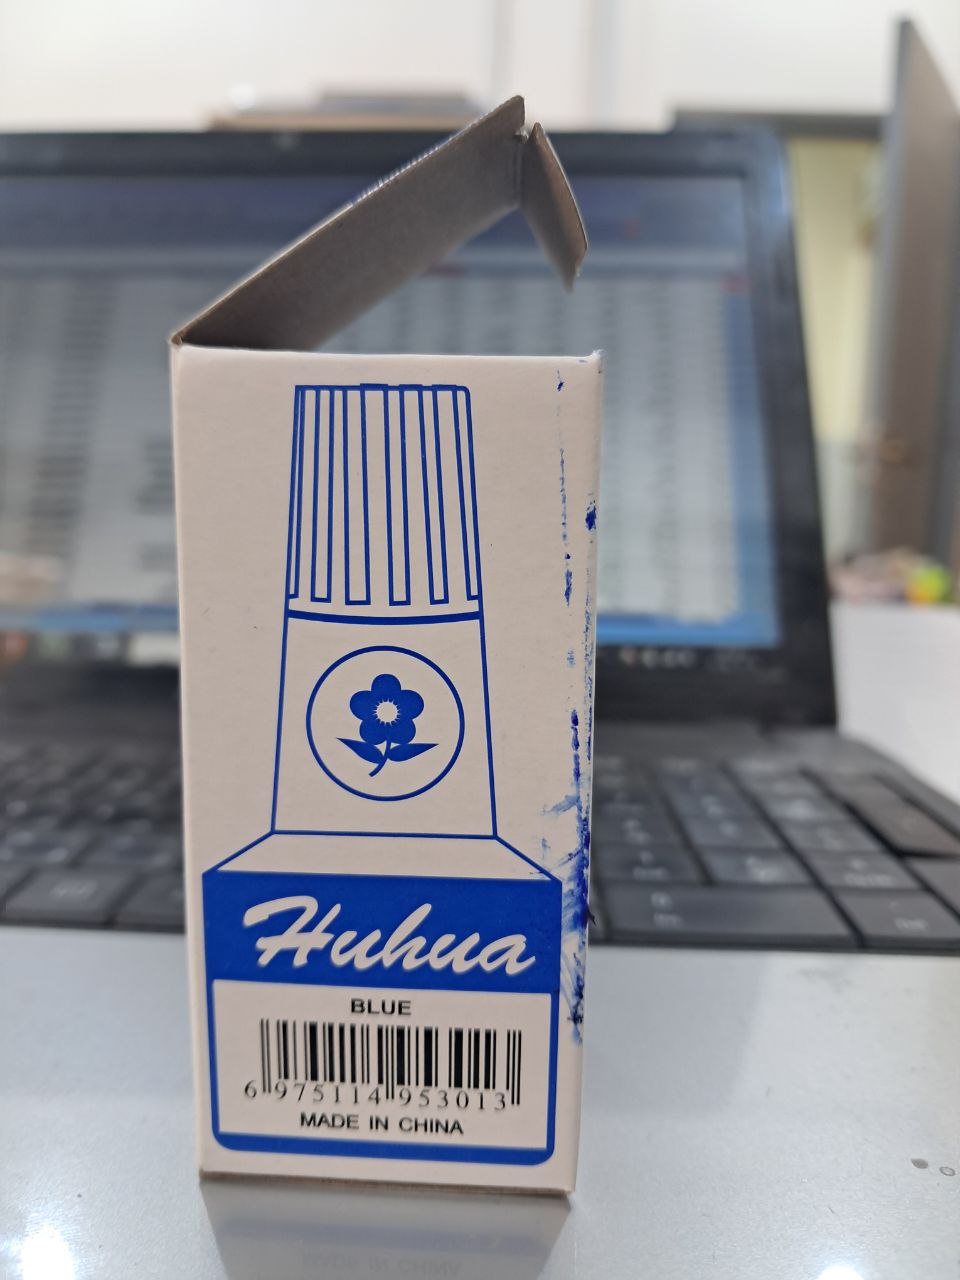 Huhua
BLUE
6 975114 953013
MADE IN CHINA